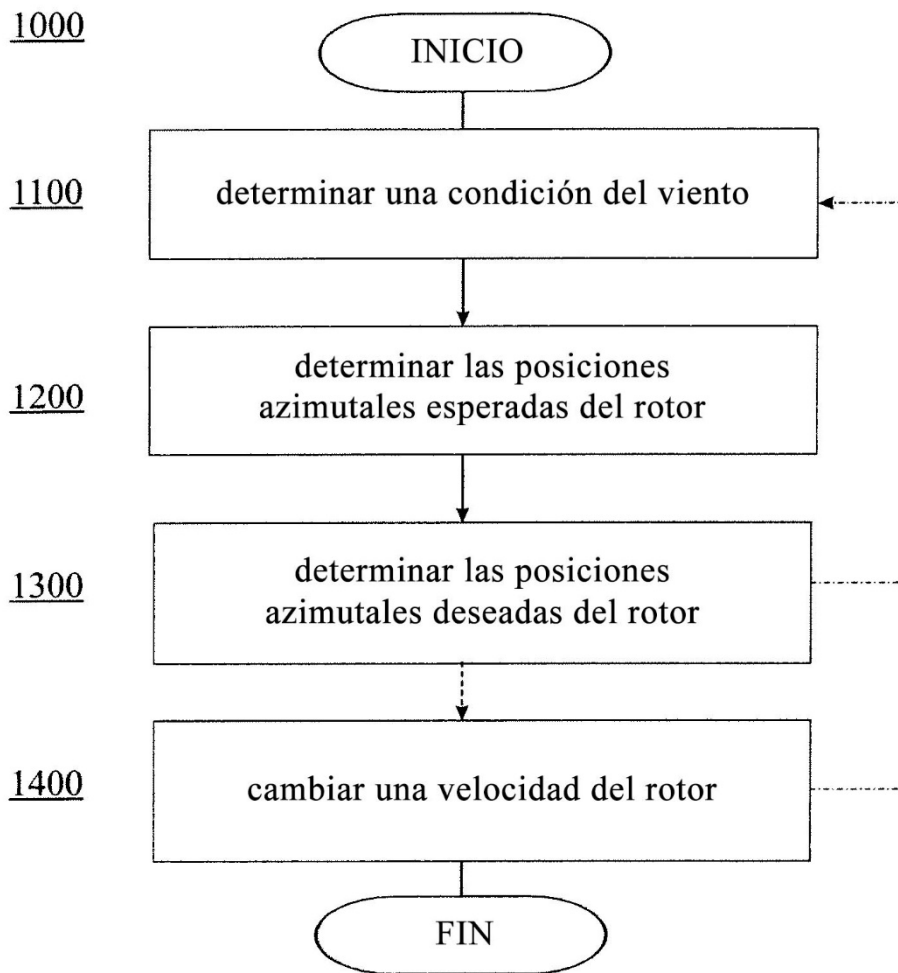 1000
INICIO
1100
determinar una condición del viento
1200
determinar las posiciones
azimutales esperadas del rotor
1300
determinar las posiciones
azimutales deseadas del rotor
1400
cambiar una velocidad del rotor
FIN